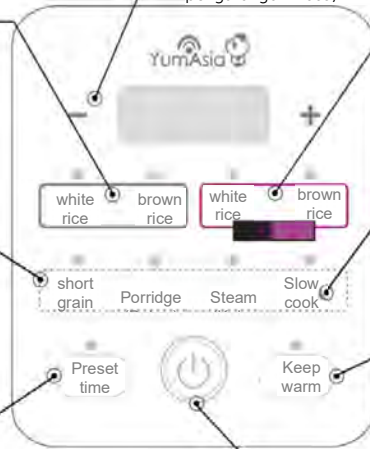 YumAsia
− +
white brown white brown
rice rice rice rice
short Slow
grain Porridge Steam cook
Preset Keep
time warm